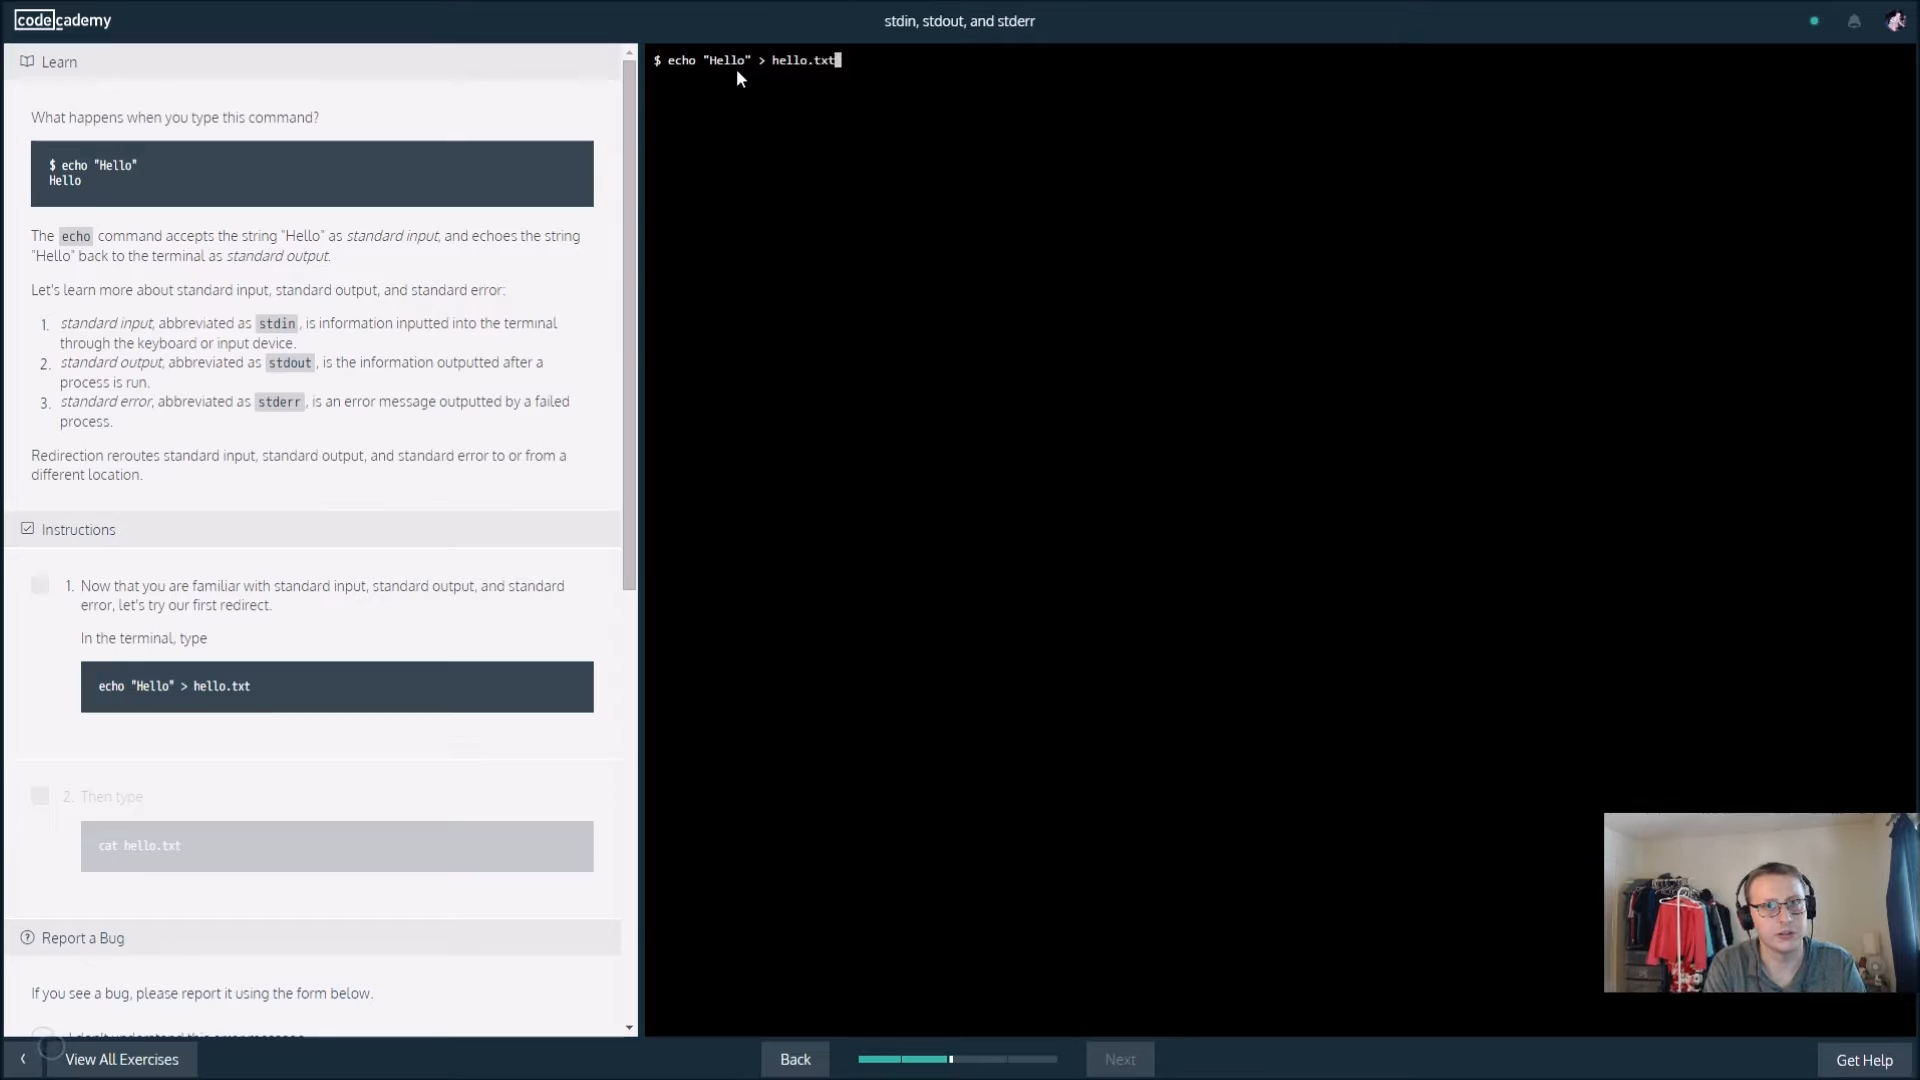 codecademy
stdin, stdout, and stderr
Learn
What happens when you type this command?
$ echo "Hello"
Hello
The echo command accepts the string "Hello" as standard input, and echoes the string
"Hello" back to the terminal as standard output.
Let's learn more about standard input, standard output, and standard error:
1. standard input, abbreviated as stdin, is information inputted into the terminal
through the keyboard or input device.
2. standard output, abbreviated as stdout, is the information outputted after a
process is run.
3. standard error, abbreviated as stderr, is an error message outputted by a failed
process.
Redirection reroutes standard input, standard output, and standard error to or from a
different location.
Instructions
1. Now that you are familiar with standard input, standard output, and standard
error, let's try our first redirect.
In the terminal, type
echo "Hello" > hello.txt
2. Then type
cat hello.txt
Report a Bug
If you see a bug, please report it using the form below.
I don't understand this error message
View All Exercises
$ echo "Hello" > hello.txt
Back
Next
Get Help